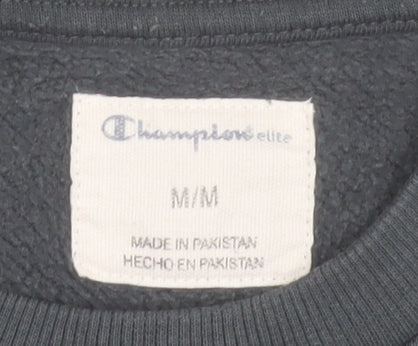 Champion elite
M/M
MADE IN PAKISTAN
HECHO EN PAKISTAN